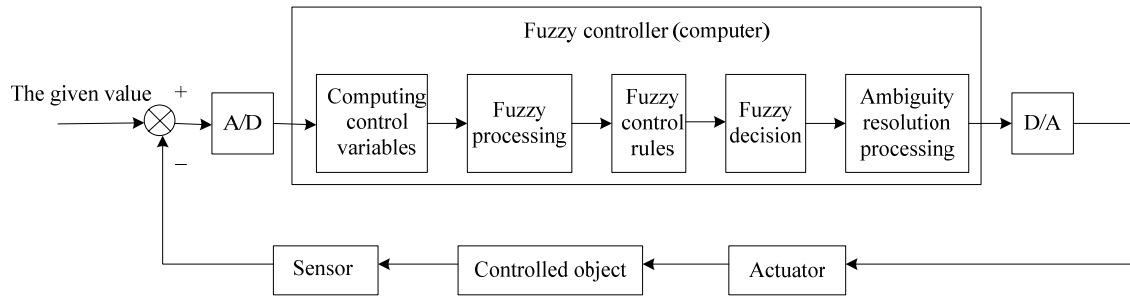 Fuzzy controller (computer)
The given value
+
−
A/D
Computing
control
variables
Fuzzy
processing
Fuzzy
control
rules
Fuzzy
decision
Ambiguity
resolution
processing
D/A
Sensor
Controlled object
Actuator